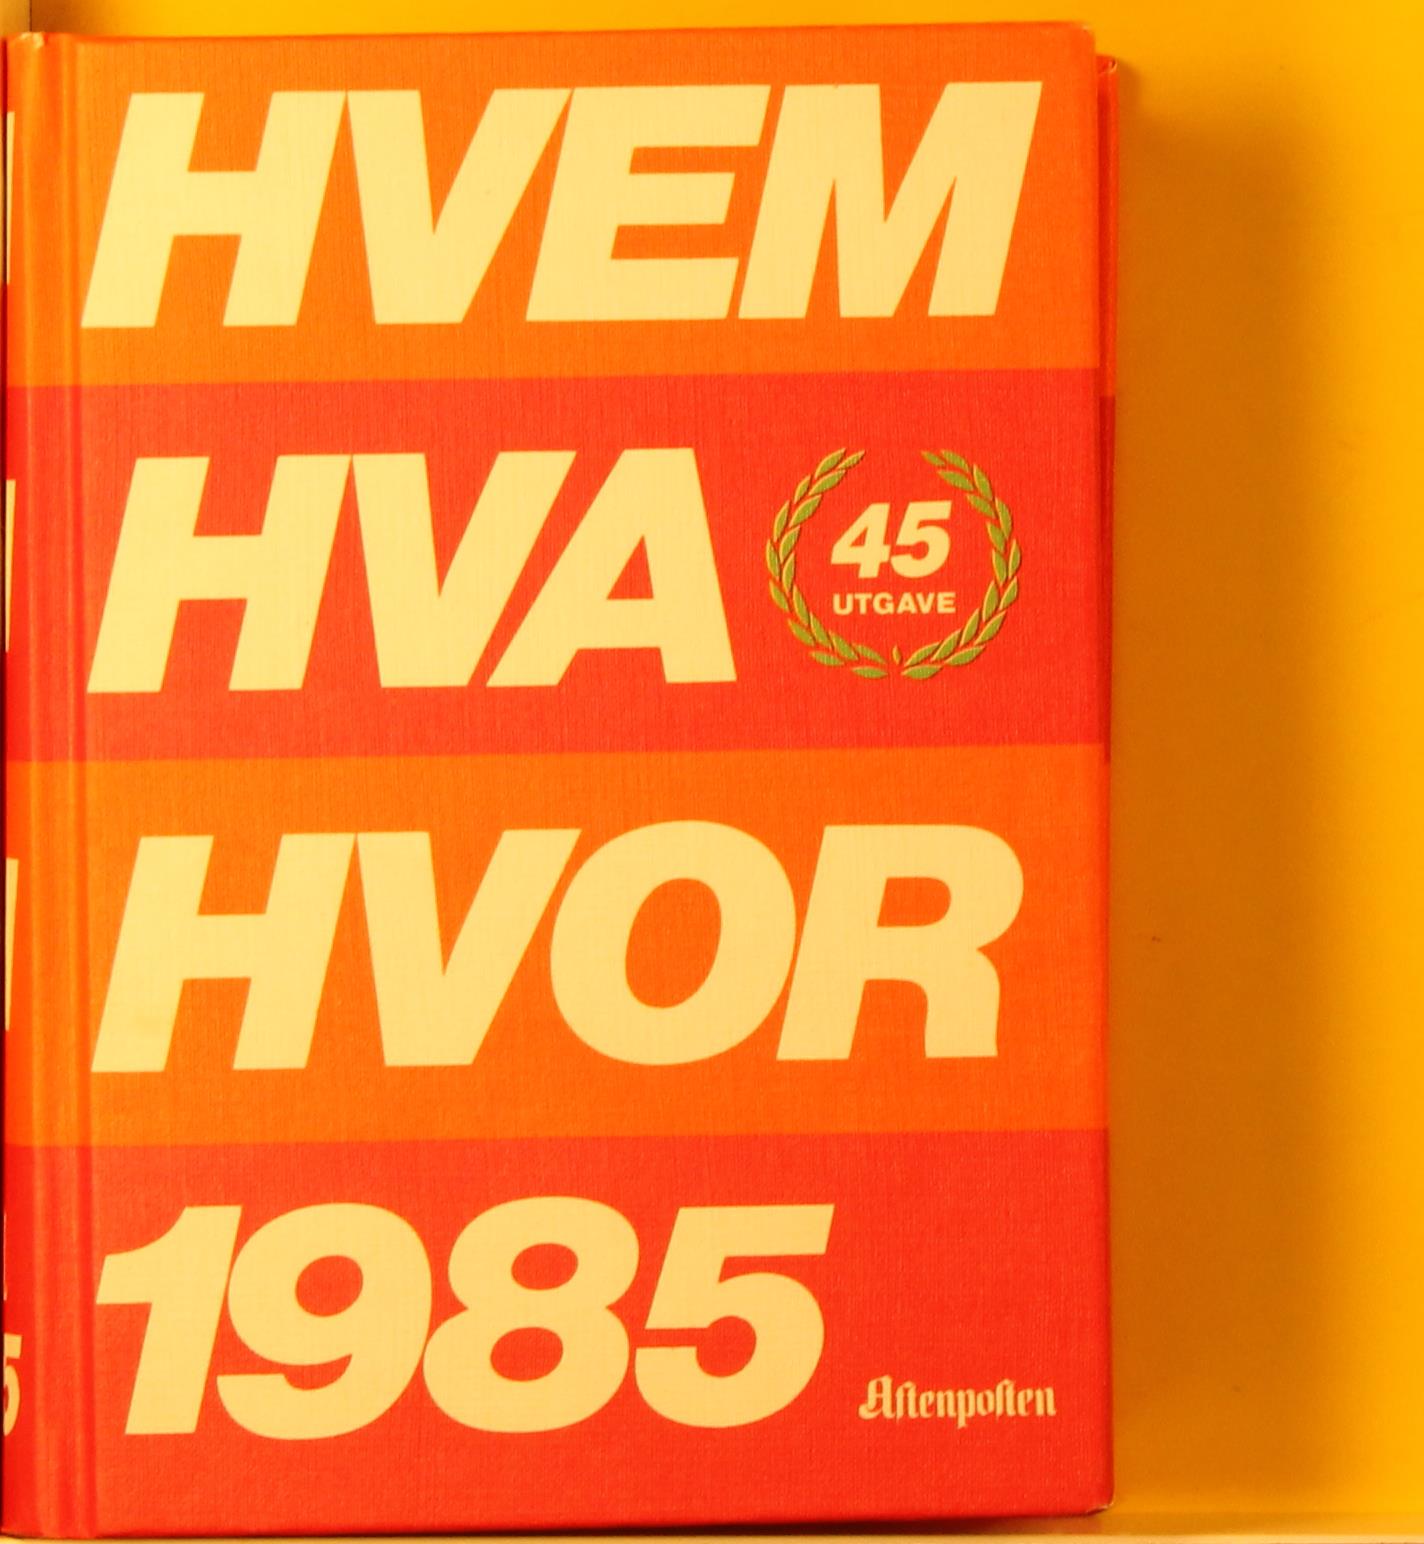 HVEM
HVA
45
UTGAVE
HVOR
1985
Aftenposten